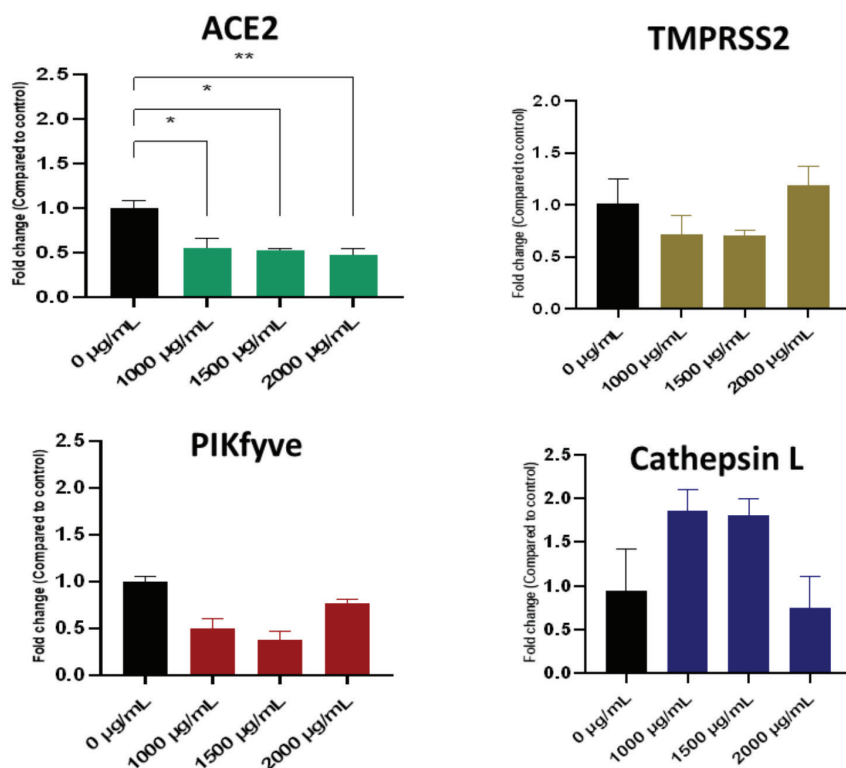 ACE2
Fold change (Compared to control)
2.5
2.0
1.5
1.0
0.5
0.0
**
*
*
0 µg/mL
1000 µg/mL
1500 µg/mL
2000 µg/mL
TMPRSS2
Fold change (Compared to control)
2.0
1.5
1.0
0.5
0.0
0 µg/mL
1000 µg/mL
1500 µg/mL
2000 µg/mL
PIKfyve
Fold change (Compared to control)
2.5
2.0
1.5
1.0
0.5
0.0
0 µg/mL
1000 µg/mL
1500 µg/mL
2000 µg/mL
Cathepsin L
Fold change (Compared to control)
2.5
2.0
1.5
1.0
0.5
0.0
0 µg/mL
1000 µg/mL
1500 µg/mL
2000 µg/mL